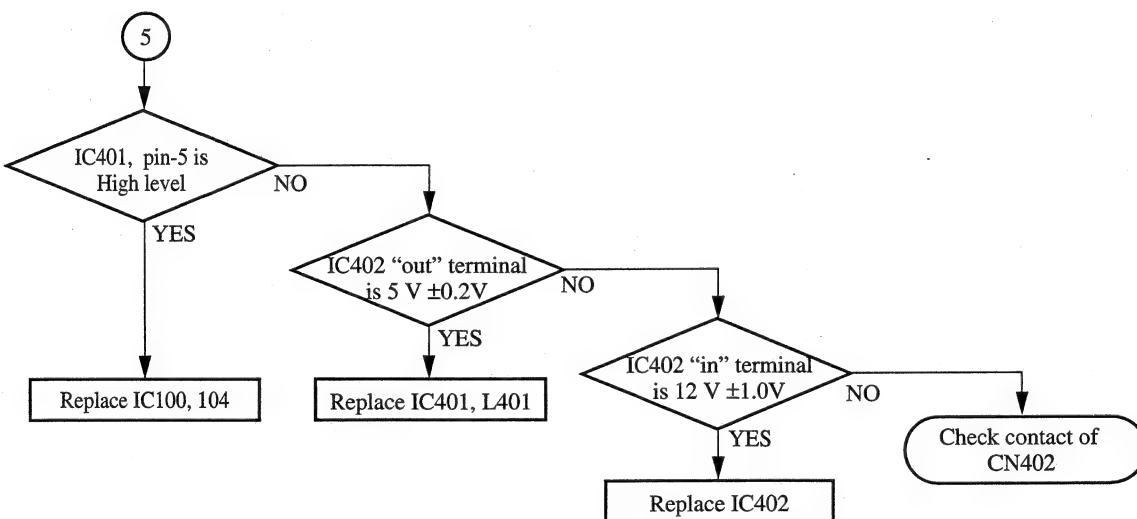 5
IC401, pin-5 is
High level
NO
YES
IC402 “out” terminal
is 5 V ±0.2V
NO
YES
IC402 “in” terminal
is 12 V ±1.0V
NO
YES
Replace IC100, 104
Replace IC401, L401
Check contact of
CN402
Replace IC402